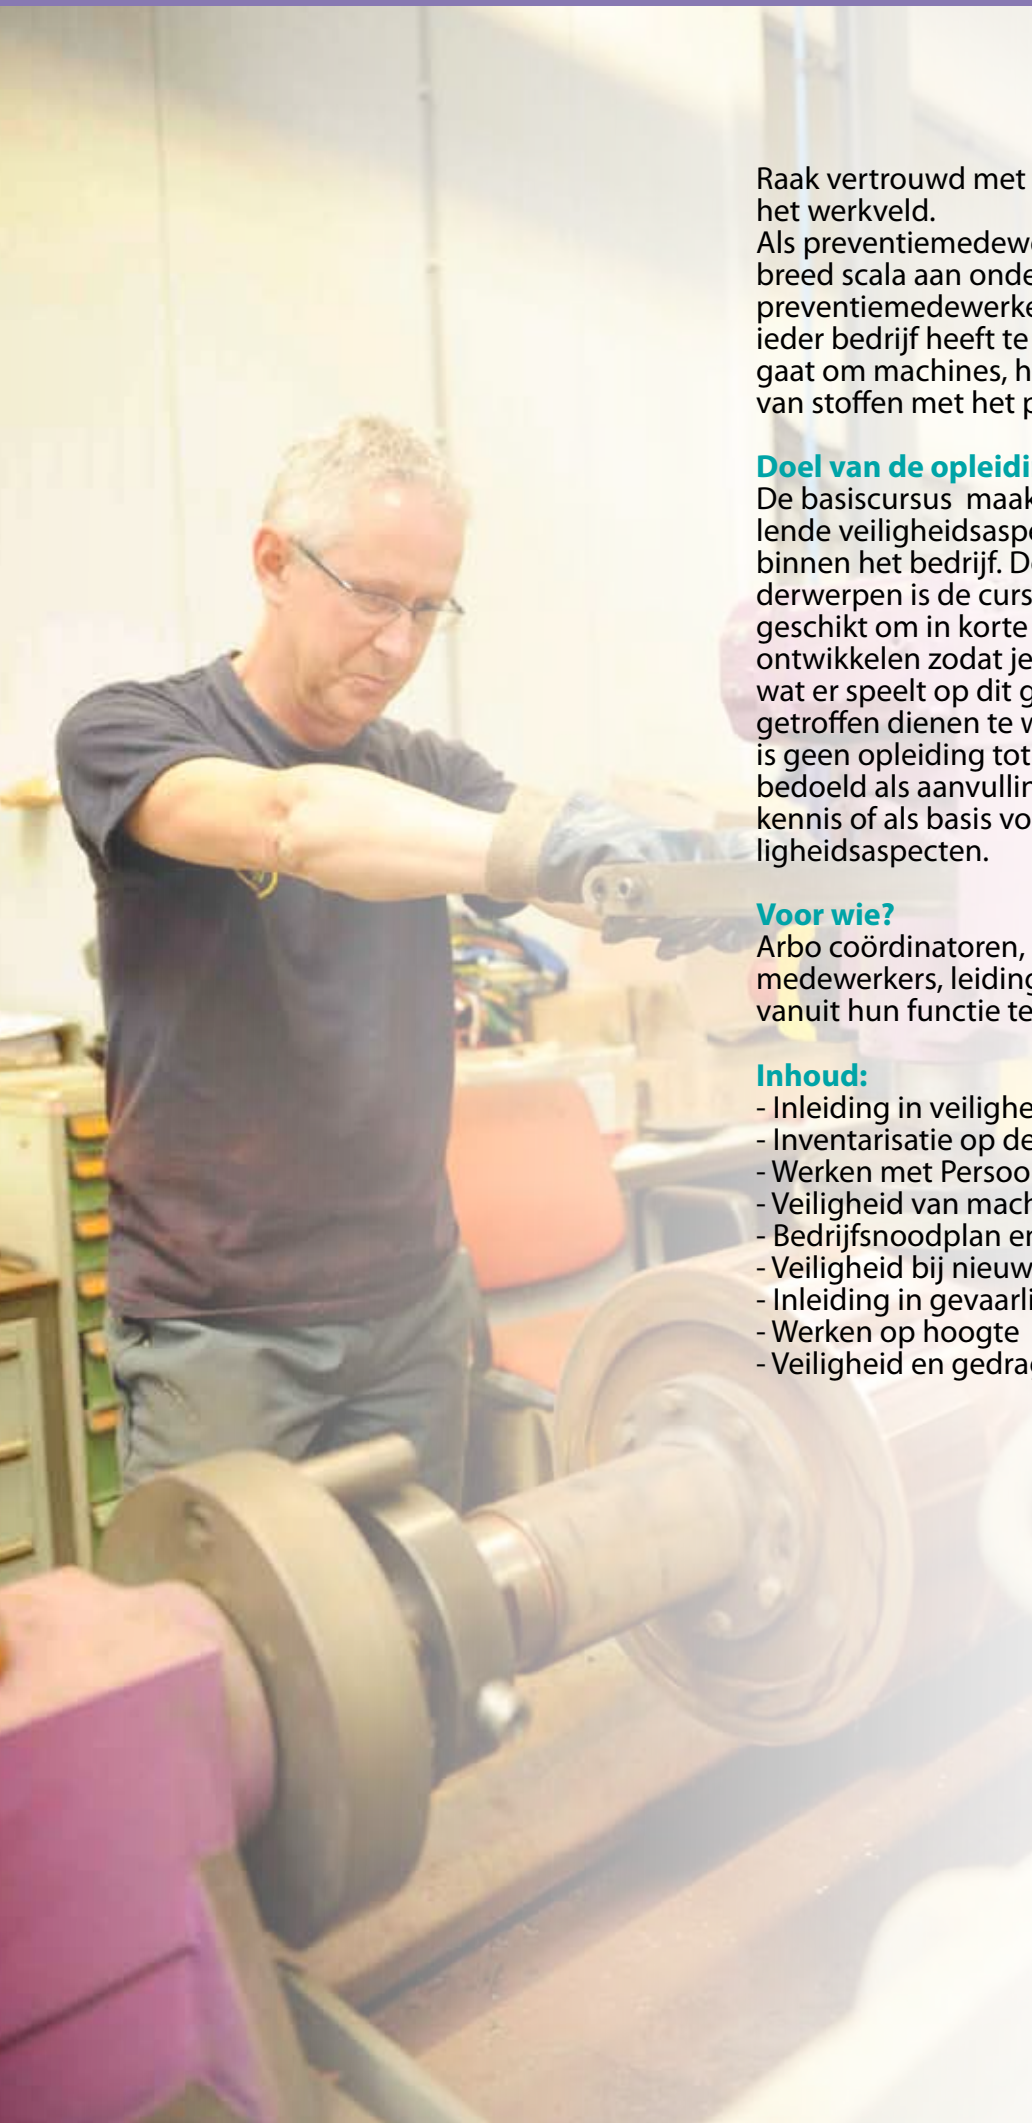 Raak vertrouwd met
het werkveld.
Als preventiemedewe
breed scala aan onde
preventiemedewerke
ieder bedrijf heeft te
gaat om machines, h
van stoffen met het p
Doel van de opleidi
De basiscursus maak
lende veiligheidsaspe
binnen het bedrijf. De
derwerpen is de curs
geschikt om in korte
ontwikkelen zodat je
wat er speelt op dit g
getroffen dienen te w
is geen opleiding tot
bedoeld als aanvullin
kennis of als basis vo
ligheidsaspecten.
Voor wie?
Arbo coördinatoren,
medewerkers, leiding
vanuit hun functie te
Inhoud:
- Inleiding in veilighe
- Inventarisatie op de
- Werken met Persoo
- Veiligheid van mach
- Bedrijfsnoodplan en
- Veiligheid bij nieuw
- Inleiding in gevaarli
- Werken op hoogte
- Veiligheid en gedrag